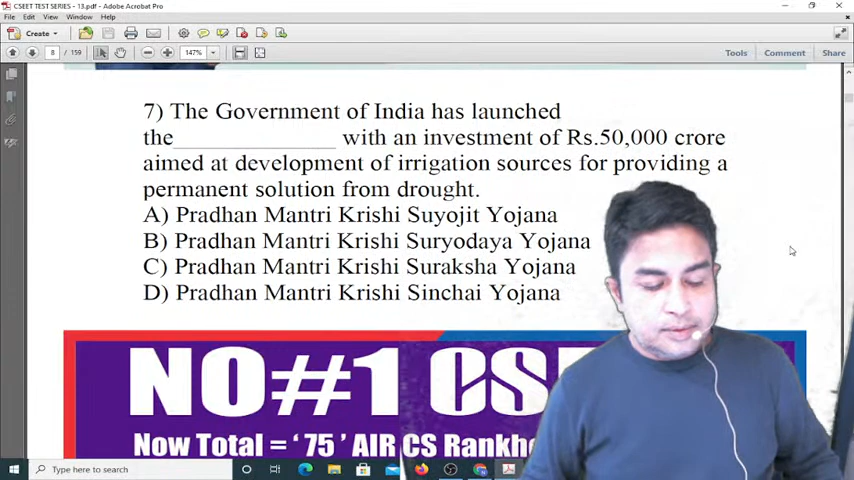 CSEET TEST SERIES - 13.pdf - Adobe Acrobat Pro
File Edit View Window Help
Create
8 / 159 147% Tools Comment Share
7) The Government of India has launched
the______________ with an investment of Rs.50,000 crore
aimed at development of irrigation sources for providing a
permanent solution from drought.
A) Pradhan Mantri Krishi Suyojit Yojana
B) Pradhan Mantri Krishi Suryodaya Yojana
C) Pradhan Mantri Krishi Suraksha Yojana
D) Pradhan Mantri Krishi Sinchai Yojana
NO#1 CSE
Now Total = ‘ 75 ’ AIR CS Rankho
Type here to search